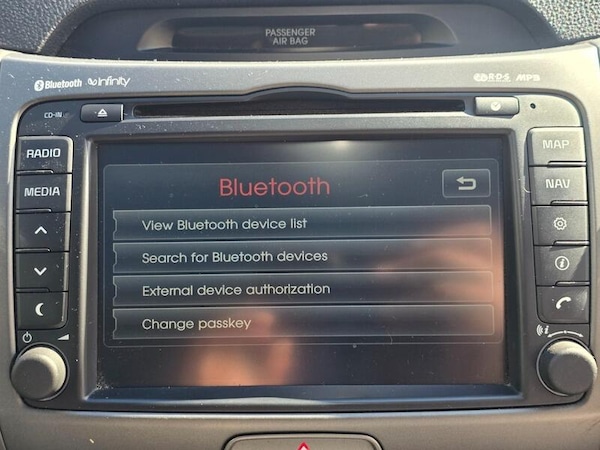 PASSENGER
AIR BAG
Bluetooth
infinity
RDS
MP3
CD-IN
RADIO
MEDIA
MAP
NAV
Bluetooth
View Bluetooth device list
Search for Bluetooth devices
External device authorization
Change passkey